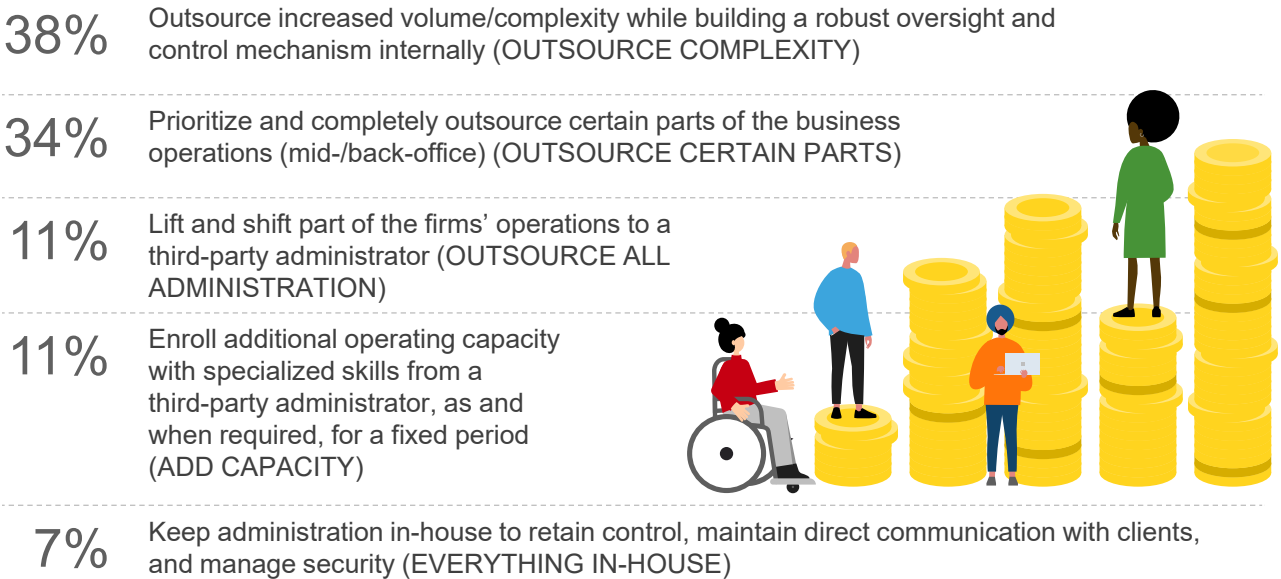 38%
Outsource increased volume/complexity while building a robust oversight and
control mechanism internally (OUTSOURCE COMPLEXITY)
34%
Prioritize and completely outsource certain parts of the business
operations (mid-/back-office) (OUTSOURCE CERTAIN PARTS)
11%
Lift and shift part of the firms’ operations to a
third-party administrator (OUTSOURCE ALL
ADMINISTRATION)
11%
Enroll additional operating capacity
with specialized skills from a
third-party administrator, as and
when required, for a fixed period
(ADD CAPACITY)
7%
Keep administration in-house to retain control, maintain direct communication with clients,
and manage security (EVERYTHING IN-HOUSE)